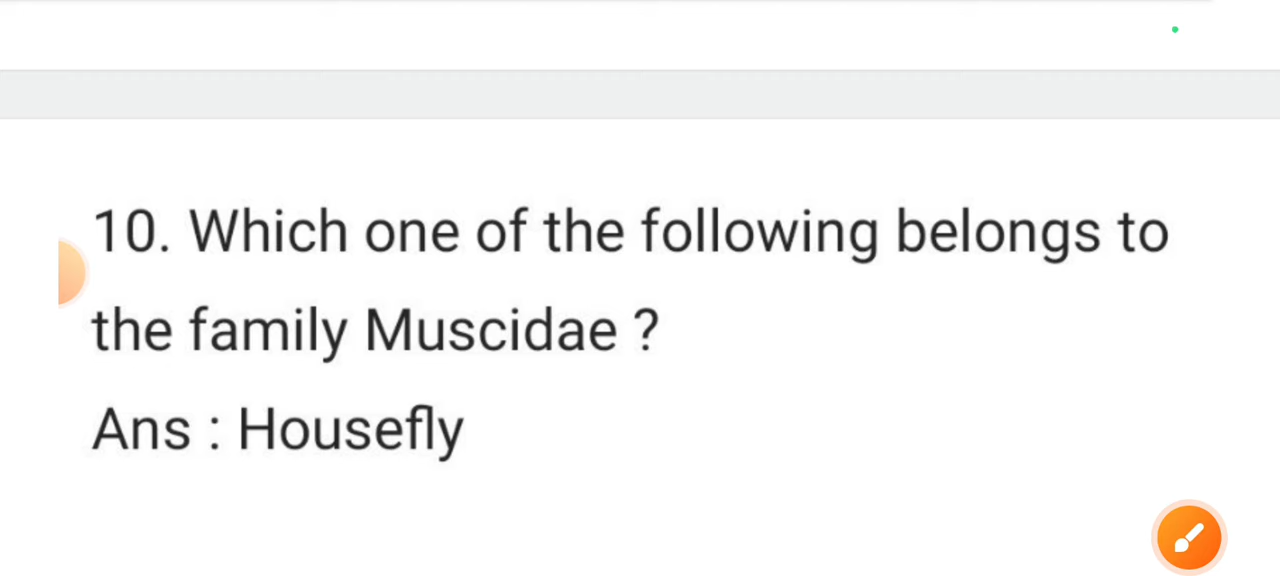 10. Which one of the following belongs to
the family Muscidae ?
Ans : Housefly